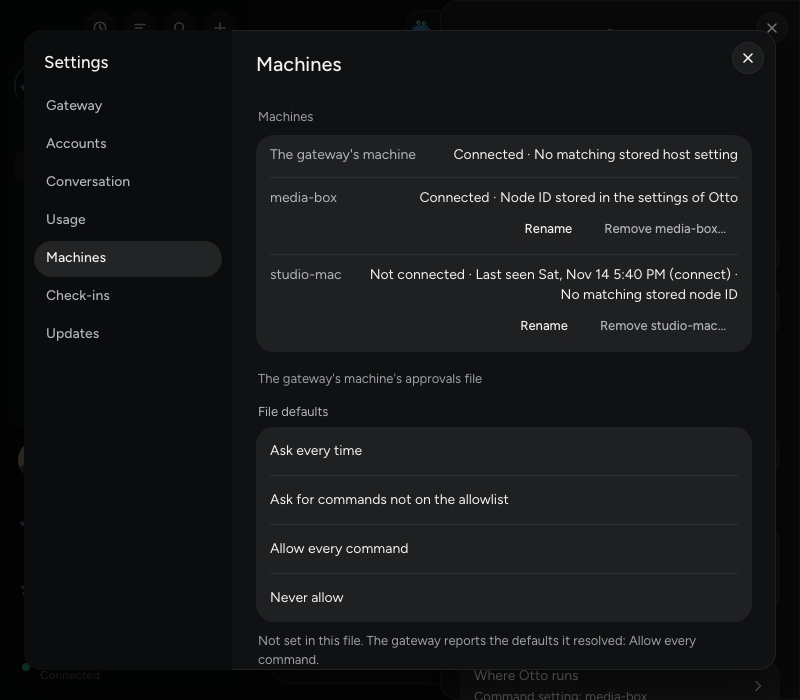 Settings
Gateway
Accounts
Conversation
Usage
Machines
Check-ins
Updates
Machines
Machines
The gateway's machine Connected · No matching stored host setting
media-box Connected · Node ID stored in the settings of Otto
Rename Remove media-box…
studio-mac Not connected · Last seen Sat, Nov 14 5:40 PM (connect) ·
No matching stored node ID
Rename Remove studio-mac…
The gateway's machine's approvals file
File defaults
Ask every time
Ask for commands not on the allowlist
Allow every command
Never allow
Not set in this file. The gateway reports the defaults it resolved: Allow every
command.
Connected
Where Otto runs
Command setting: media-box